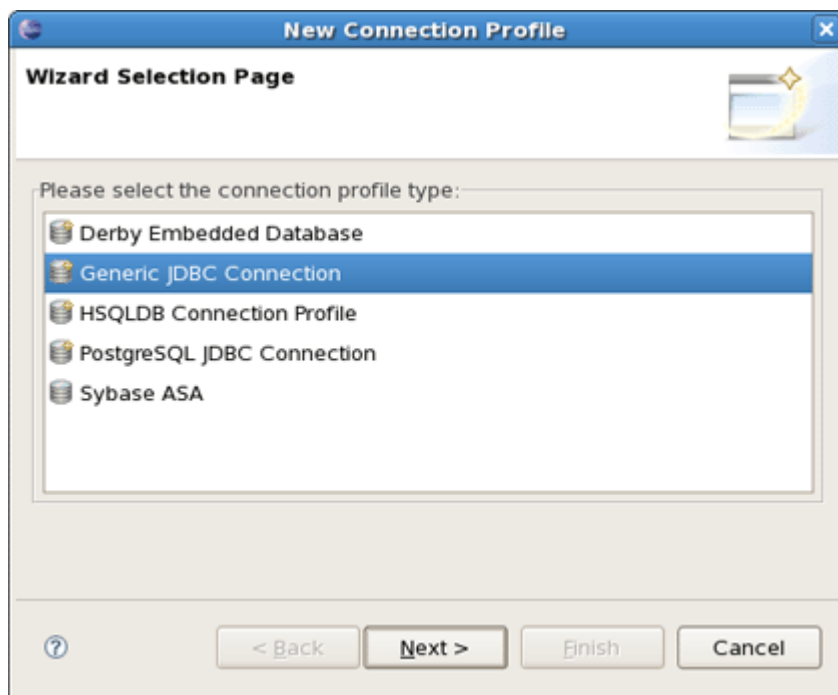 New Connection Profile
Wizard Selection Page
Please select the connection profile type:
Derby Embedded Database
Generic JDBC Connection
HSQLDB Connection Profile
PostgreSQL JDBC Connection
Sybase ASA
? < Back Next > Finish Cancel